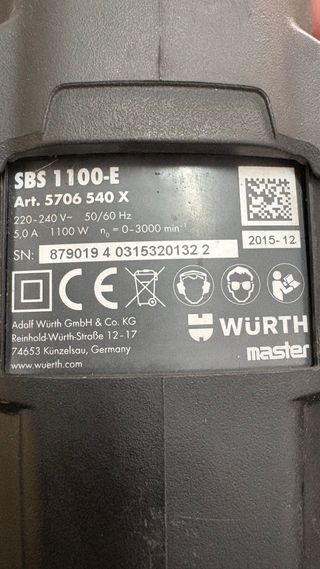 SBS 1100-E
Art. 5706 540 X
220-240 V~ 50/60 Hz
5,0 A 1100 W n₀ = 0-3000 min⁻¹
SN: 879019 4 0315320132 2
2015-12
CE
Adolf Würth GmbH & Co. KG
Reinhold-Würth-Straße 12-17
74653 Künzelsau, Germany
www.wuerth.com
WÜRTH
master